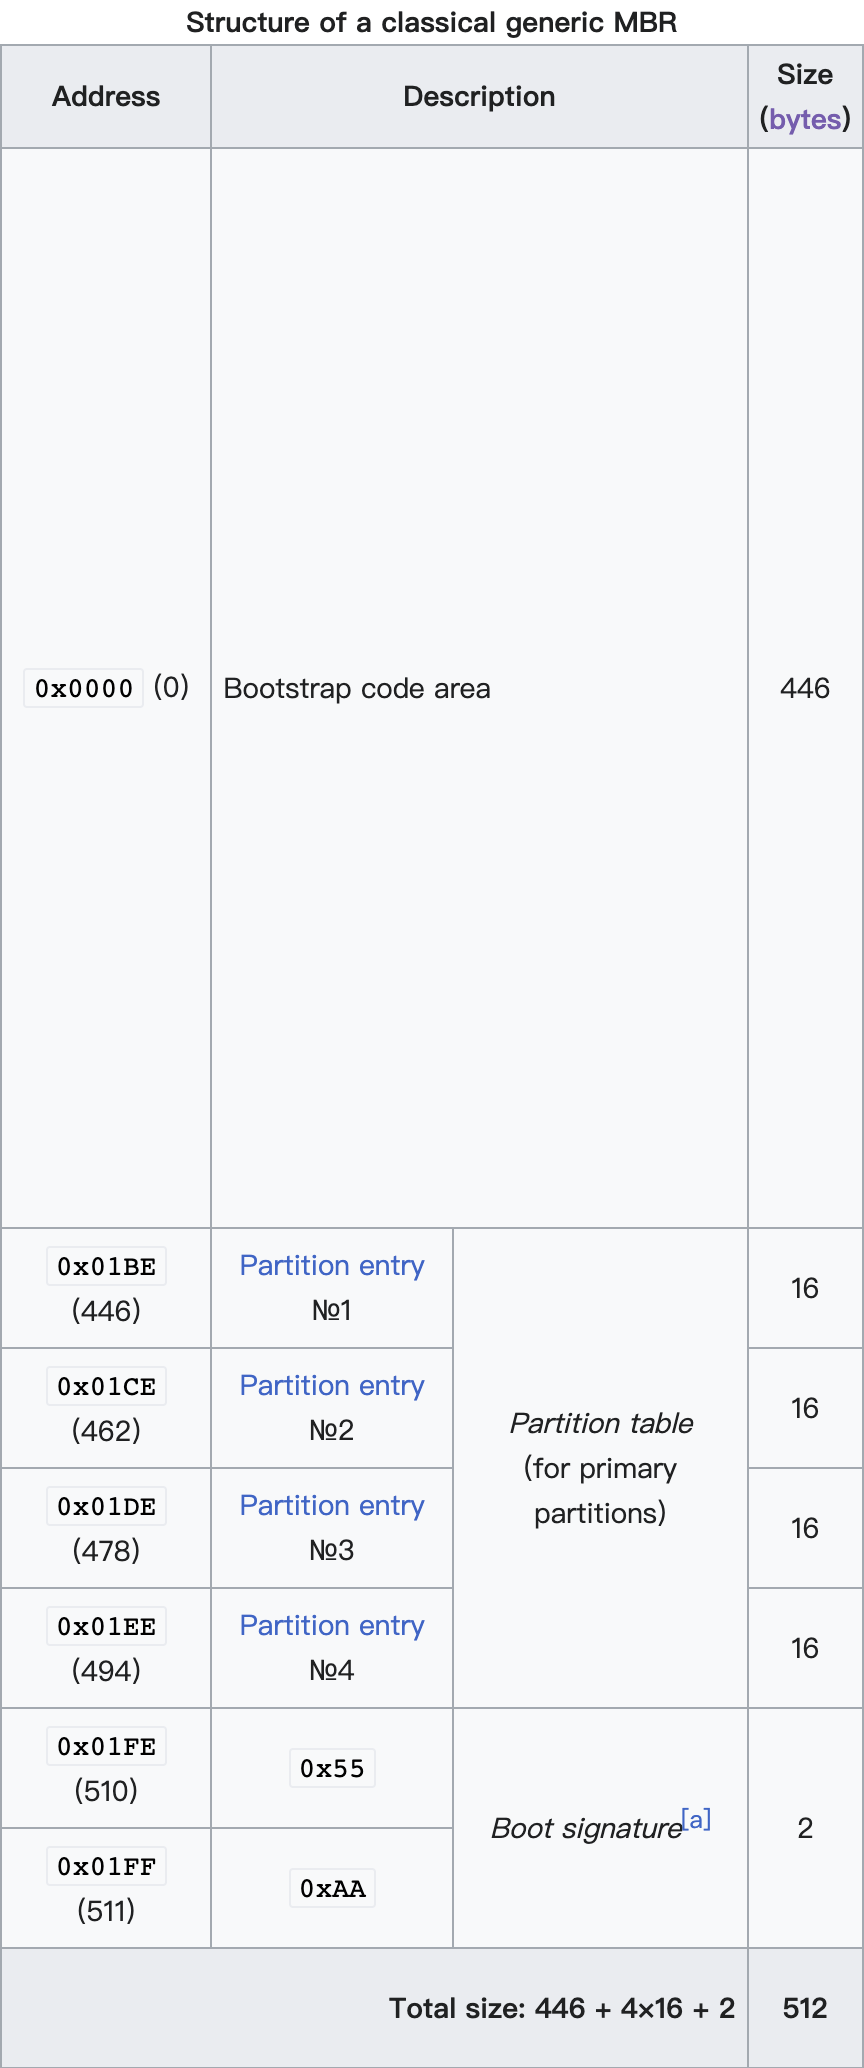 Structure of a classical generic MBR
Address
Description
Size
(bytes)
0x0000 (0)
Bootstrap code area
446
0x01BE
(446)
Partition entry
№1
16
0x01CE
(462)
Partition entry
№2
16
Partition table
(for primary
partitions)
0x01DE
(478)
Partition entry
№3
16
0x01EE
(494)
Partition entry
№4
16
0x01FE
(510)
0x55
Boot signature[a]
2
0x01FF
(511)
0xAA
Total size: 446 + 4×16 + 2
512